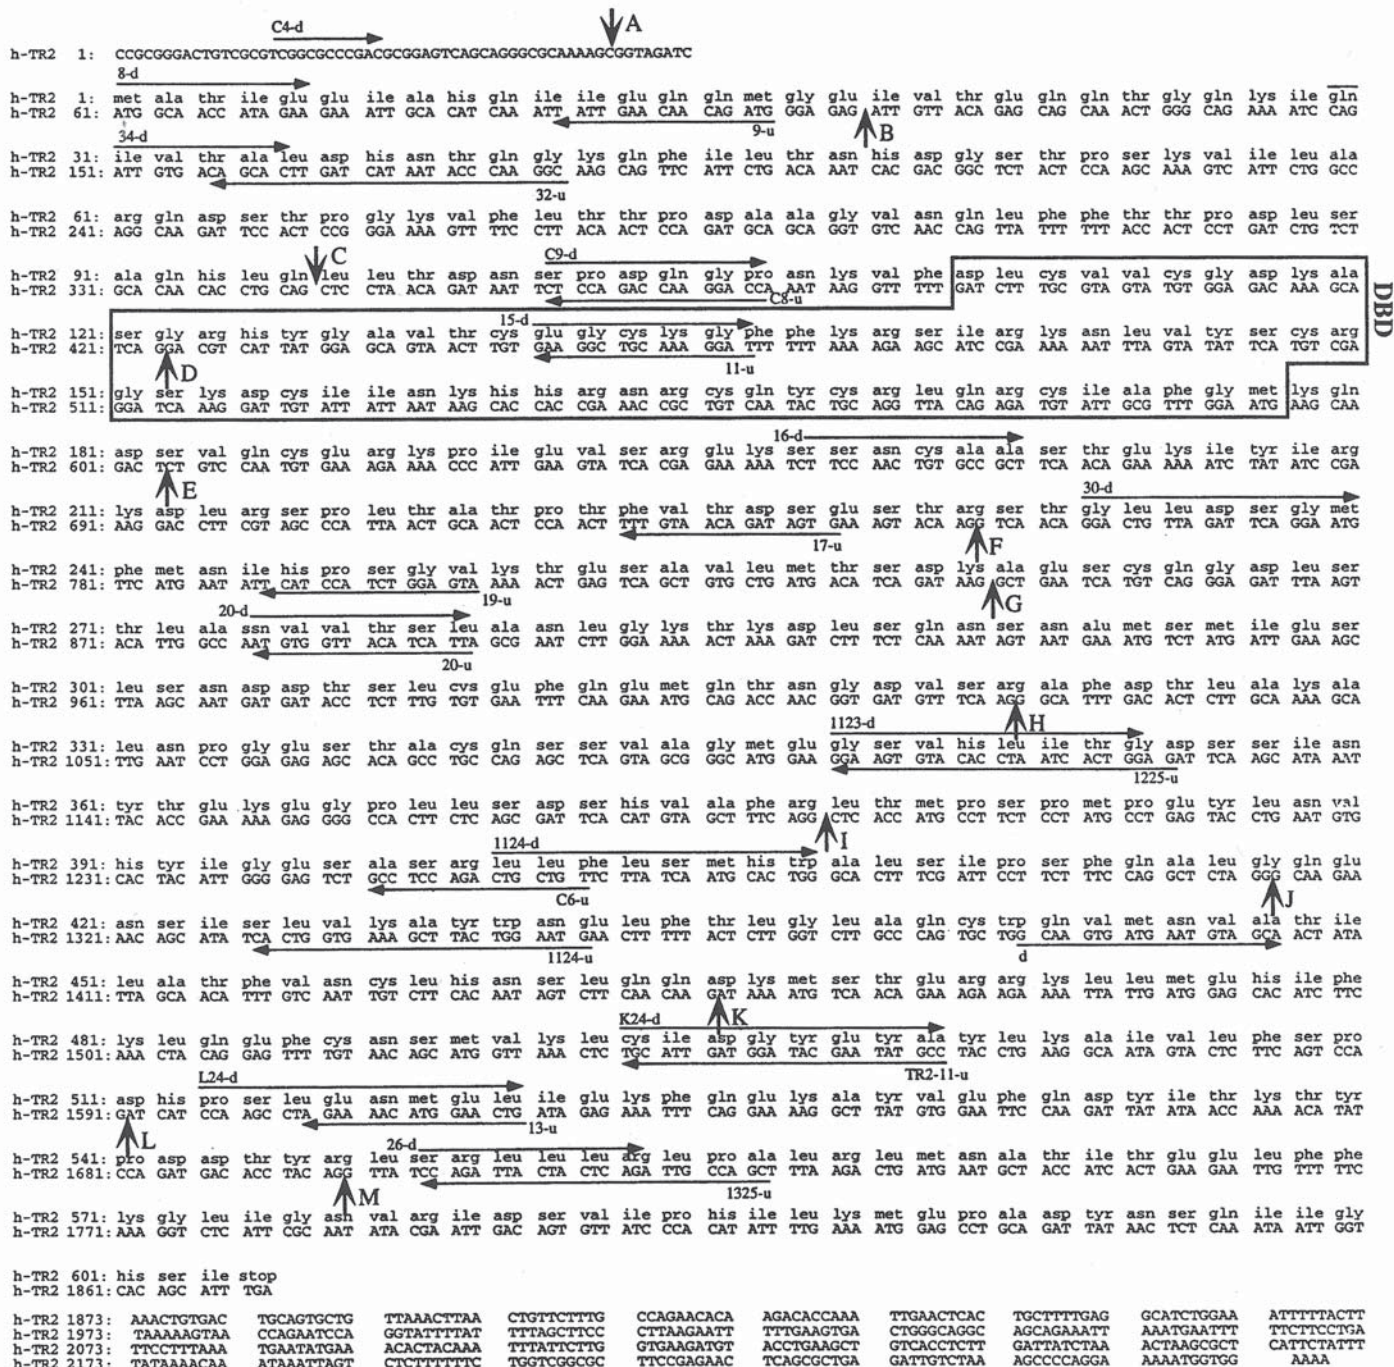 C4-d A
h-TR2 1: CCGCGGGACTGTCGCGTCGGCGCCCGACGCGGAGTCAGCAGGGCGCAAAAGCGGTAGATC
8-d
h-TR2 1: met ala thr ile glu glu ile ala his gln ile ile glu gln gln met gly glu ile val thr glu gln gln thr gly gln lys ile gln
h-TR2 61: ATG GCA ACC ATA GAA GAA ATT GCA CAT CAA ATT ATT GAA CAA CAG ATG GGA GAG ATT GTT ACA GAG CAG CAA ACT GGG CAG AAA ATC CAG
34-d 9-u B
h-TR2 31: ile val thr ala leu asp his asn thr gln gly lys gln phe ile leu thr asn his asp gly ser thr pro ser lys val ile leu ala
h-TR2 151: ATT GTG ACA GCA CTT GAT CAT AAT ACC CAA GGC AAG CAG TTC ATT CTG ACA AAT CAC GAC GGC TCT ACT CCA AGC AAA GTC ATT CTG GCC
32-u
h-TR2 61: arg gln asp ser thr pro gly lys val phe leu thr thr pro asp ala ala gly val asn gln leu phe phe thr thr pro asp leu ser
h-TR2 241: AGG CAA GAT TCC ACT CCG GGA AAA GTT TTC CTT ACA ACT CCA GAT GCA GCA GGT GTC AAC CAG TTA TTT TTT ACC ACT CCT GAT CTG TCT
C C9-d
h-TR2 91: ala gln his leu gln leu leu thr asp asn ser pro asp gln gly pro asn lys val phe asp leu cys val val cys gly asp lys ala
h-TR2 331: GCA CAA CAC CTG CAG CTC CTA ACA GAT AAT TCT CCA GAC CAA GGA CCA AAT AAG GTT TTT GAT CTT TGC GTA GTA TGT GGA GAC AAA GCA
C8-u DBD
15-d
h-TR2 121: ser gly arg his tyr gly ala val thr cys glu gly cys lys gly phe phe lys arg ser ile arg lys asn leu val tyr ser cys arg
h-TR2 421: TCA GGA CGT CAT TAT GGA GCA GTA ACT TGT GAA GGC TGC AAA GGA TTT TTT AAA AGA AGC ATC CGA AAA AAT TTA GTA TAT TCA TGT CGA
D 11-u
h-TR2 151: gly ser lys asp cys ile ile asn lys his his arg asn arg cys gln tyr cys arg leu gln arg cys ile ala phe gly met lys gln
h-TR2 511: GGA TCA AAG GAT TGT ATT ATT AAT AAG CAC CAC CGA AAC CGC TGT CAA TAC TGC AGG TTA CAG AGA TGT ATT GCG TTT GGA ATG AAG CAA
16-d
h-TR2 181: asp ser val gln cys glu arg lys pro ile glu val ser arg glu lys ser ser asn cys ala ala ser thr glu lys ile tyr ile arg
h-TR2 601: GAC TCT GTC CAA TGT GAA AGA AAA CCC ATT GAA GTA TCA CGA GAA AAA TCT TCC AAC TGT GCC GCT TCA ACA GAA AAA ATC TAT ATC CGA
E 30-d
h-TR2 211: lys asp leu arg ser pro leu thr ala thr pro thr phe val thr asp ser glu ser thr arg ser thr gly leu leu asp ser gly met
h-TR2 691: AAG GAC CTT CGT AGC CCA TTA ACT GCA ACT CCA ACT TTT GTA ACA GAT AGT GAA AGT ACA AGG TCA ACA GGA CTG TTA GAT TCA GGA ATG
17-u F
h-TR2 241: phe met asn ile his pro ser gly val lys thr glu ser ala val leu met thr ser asp lys ala glu ser cys gln gly asp leu ser
h-TR2 781: TTC ATG AAT ATT CAT CCA TCT GGA GTA AAA ACT GAG TCA GCT GTG CTG ATG ACA TCA GAT AAG GCT GAA TCA TGT CAG GGA GAT TTA AGT
20-d 19-u G
h-TR2 271: thr leu ala ssn val val thr ser leu ala asn leu gly lys thr lys asp leu ser gln asn ser asn alu met ser met ile glu ser
h-TR2 871: ACA TTG GCC AAT GTG GTT ACA TCA TTA GCG AAT CTT GGA AAA ACT AAA GAT CTT TCT CAA AAT AGT AAT GAA ATG TCT ATG ATT GAA AGC
20-u
h-TR2 301: leu ser asn asp asp thr ser leu cys glu phe gln glu met gln thr asn gly asp val ser arg ala phe asp thr leu ala lys ala
h-TR2 961: TTA AGC AAT GAT GAT ACC TCT TTG TGT GAA TTT CAA GAA ATG CAG ACC AAC GGT GAT GTT TCA AGG GCA TTT GAC ACT CTT GCA AAA GCA
1123-d H
h-TR2 331: leu asn pro gly glu ser thr ala cys gln ser ser val ala gly met glu gly ser val his leu ile thr gly asp ser ser ile asn
h-TR2 1051: TTG AAT CCT GGA GAG AGC ACA GCC TGC CAG AGC TCA GTA GCG GGC ATG GAA GGA AGT GTA CAC CTA ATC ACT GGA GAT TCA AGC ATA AAT
1225-u
h-TR2 361: tyr thr glu lys glu gly pro leu leu ser asp ser his val ala phe arg leu thr met pro ser pro met pro glu tyr leu asn val
h-TR2 1141: TAC ACC GAA AAA GAG GGG CCA CTT CTC AGC GAT TCA CAT GTA GCT TTC AGG CTC ACC ATG CCT TCT CCT ATG CCT GAG TAC CTG AAT GTG
1124-d I
h-TR2 391: his tyr ile gly glu ser ala ser arg leu leu phe leu ser met his trp ala leu ser ile pro ser phe gln ala leu gly gln glu
h-TR2 1231: CAC TAC ATT GGG GAG TCT GCC TCC AGA CTG CTG TTC TTA TCA ATG CAC TGG GCA CTT TCG ATT CCT TCT TTC CAG GCT CTA GGG CAA GAA
C6-u J
h-TR2 421: asn ser ile ser leu val lys ala tyr trp asn glu leu phe thr leu gly leu ala gln cys trp gln val met asn val ala thr ile
h-TR2 1321: AAC AGC ATA TCA CTG GTG AAA GCT TAC TGG AAT GAA CTT TTT ACT CTT GGT CTT GCC CAG TGC TGG CAA GTG ATG AAT GTA GCA ACT ATA
1124-u d
h-TR2 451: leu ala thr phe val asn cys leu his asn ser leu gln gln asp lys met ser thr glu arg arg lys leu leu met glu his ile phe
h-TR2 1411: TTA GCA ACA TTT GTC AAT TGT CTT CAC AAT AGT CTT CAA CAA GAT AAA ATG TCA ACA GAA AGA AGA AAA TTA TTG ATG GAG CAC ATC TTC
K24-d K
h-TR2 481: lys leu gln glu phe cys asn ser met val lys leu cys ile asp gly tyr glu tyr ala tyr leu lys ala ile val leu phe ser pro
h-TR2 1501: AAA CTA CAG GAG TTT TGT AAC AGC ATG GTT AAA CTC TGC ATT GAT GGA TAC GAA TAT GCC TAC CTG AAG GCA ATA GTA CTC TTC AGT CCA
L24-d TR2-11-u
h-TR2 511: asp his pro ser leu glu asn met glu leu ile glu lys phe gln glu lys ala tyr val glu phe gln asp tyr ile thr lys thr tyr
h-TR2 1591: GAT CAT CCA AGC CTA GAA AAC ATG GAA CTG ATA GAG AAA TTT CAG GAA AAG GCT TAT GTG GAA TTC CAA GAT TAT ATA ACC AAA ACA TAT
L 26-d 13-u
h-TR2 541: pro asp asp thr tyr arg leu ser arg leu leu leu arg leu pro ala leu arg leu met asn ala thr ile thr glu glu leu phe phe
h-TR2 1681: CCA GAT GAC ACC TAC AGG TTA TCC AGA TTA CTA CTC AGA TTG CCA GCT TTA AGA CTG ATG AAT GCT ACC ATC ACT GAA GAA TTG TTT TTC
M 1325-u
h-TR2 571: lys gly leu ile gly asn val arg ile asp ser val ile pro his ile leu lys met glu pro ala asp tyr asn ser gln ile ile gly
h-TR2 1771: AAA GGT CTC ATT CGC AAT ATA CGA ATT GAC AGT GTT ATC CCA CAT ATT TTG AAA ATG GAG CCT GCA GAT TAT AAC TCT CAA ATA ATT GGT
h-TR2 601: his ser ile stop
h-TR2 1861: CAC AGC ATT TGA
h-TR2 1873: AAACTGTGAC TGCAGTGCTG TTAAACTTAA CTGTTCTTTG CCAGAACACA AGACACCAAA TTGAACTCAC TGCTTTTGAG GCATCTGGAA ATTTTTACTT
h-TR2 1973: TAAAAAGTAA CCAGAATCCA GGTATTTTAT TTTAGCTTCC CTTAAGAATT TTTGAAGTGA CTGGGCAGGC AGCAGAAATT AAATGAATTT TTCTTCCTGA
h-TR2 2073: TTCCTTTAAA TGAATATGAA ACACTACAAA TTTATTCTTG GTGAAGATGT ACCTGAAGCT GTCACCTCTT GATTATCTAA ACTAAGCGCT CATTCTATTT
h-TR2 2173: TATAAAACAA ATAAATTAGT CTCTTTTTTC TGGTCGGCGC TTCCGAGAAC TCAGCGCTGA GATTGTCTAA AGCCCCAGGA AAAATGGTGG AAAA